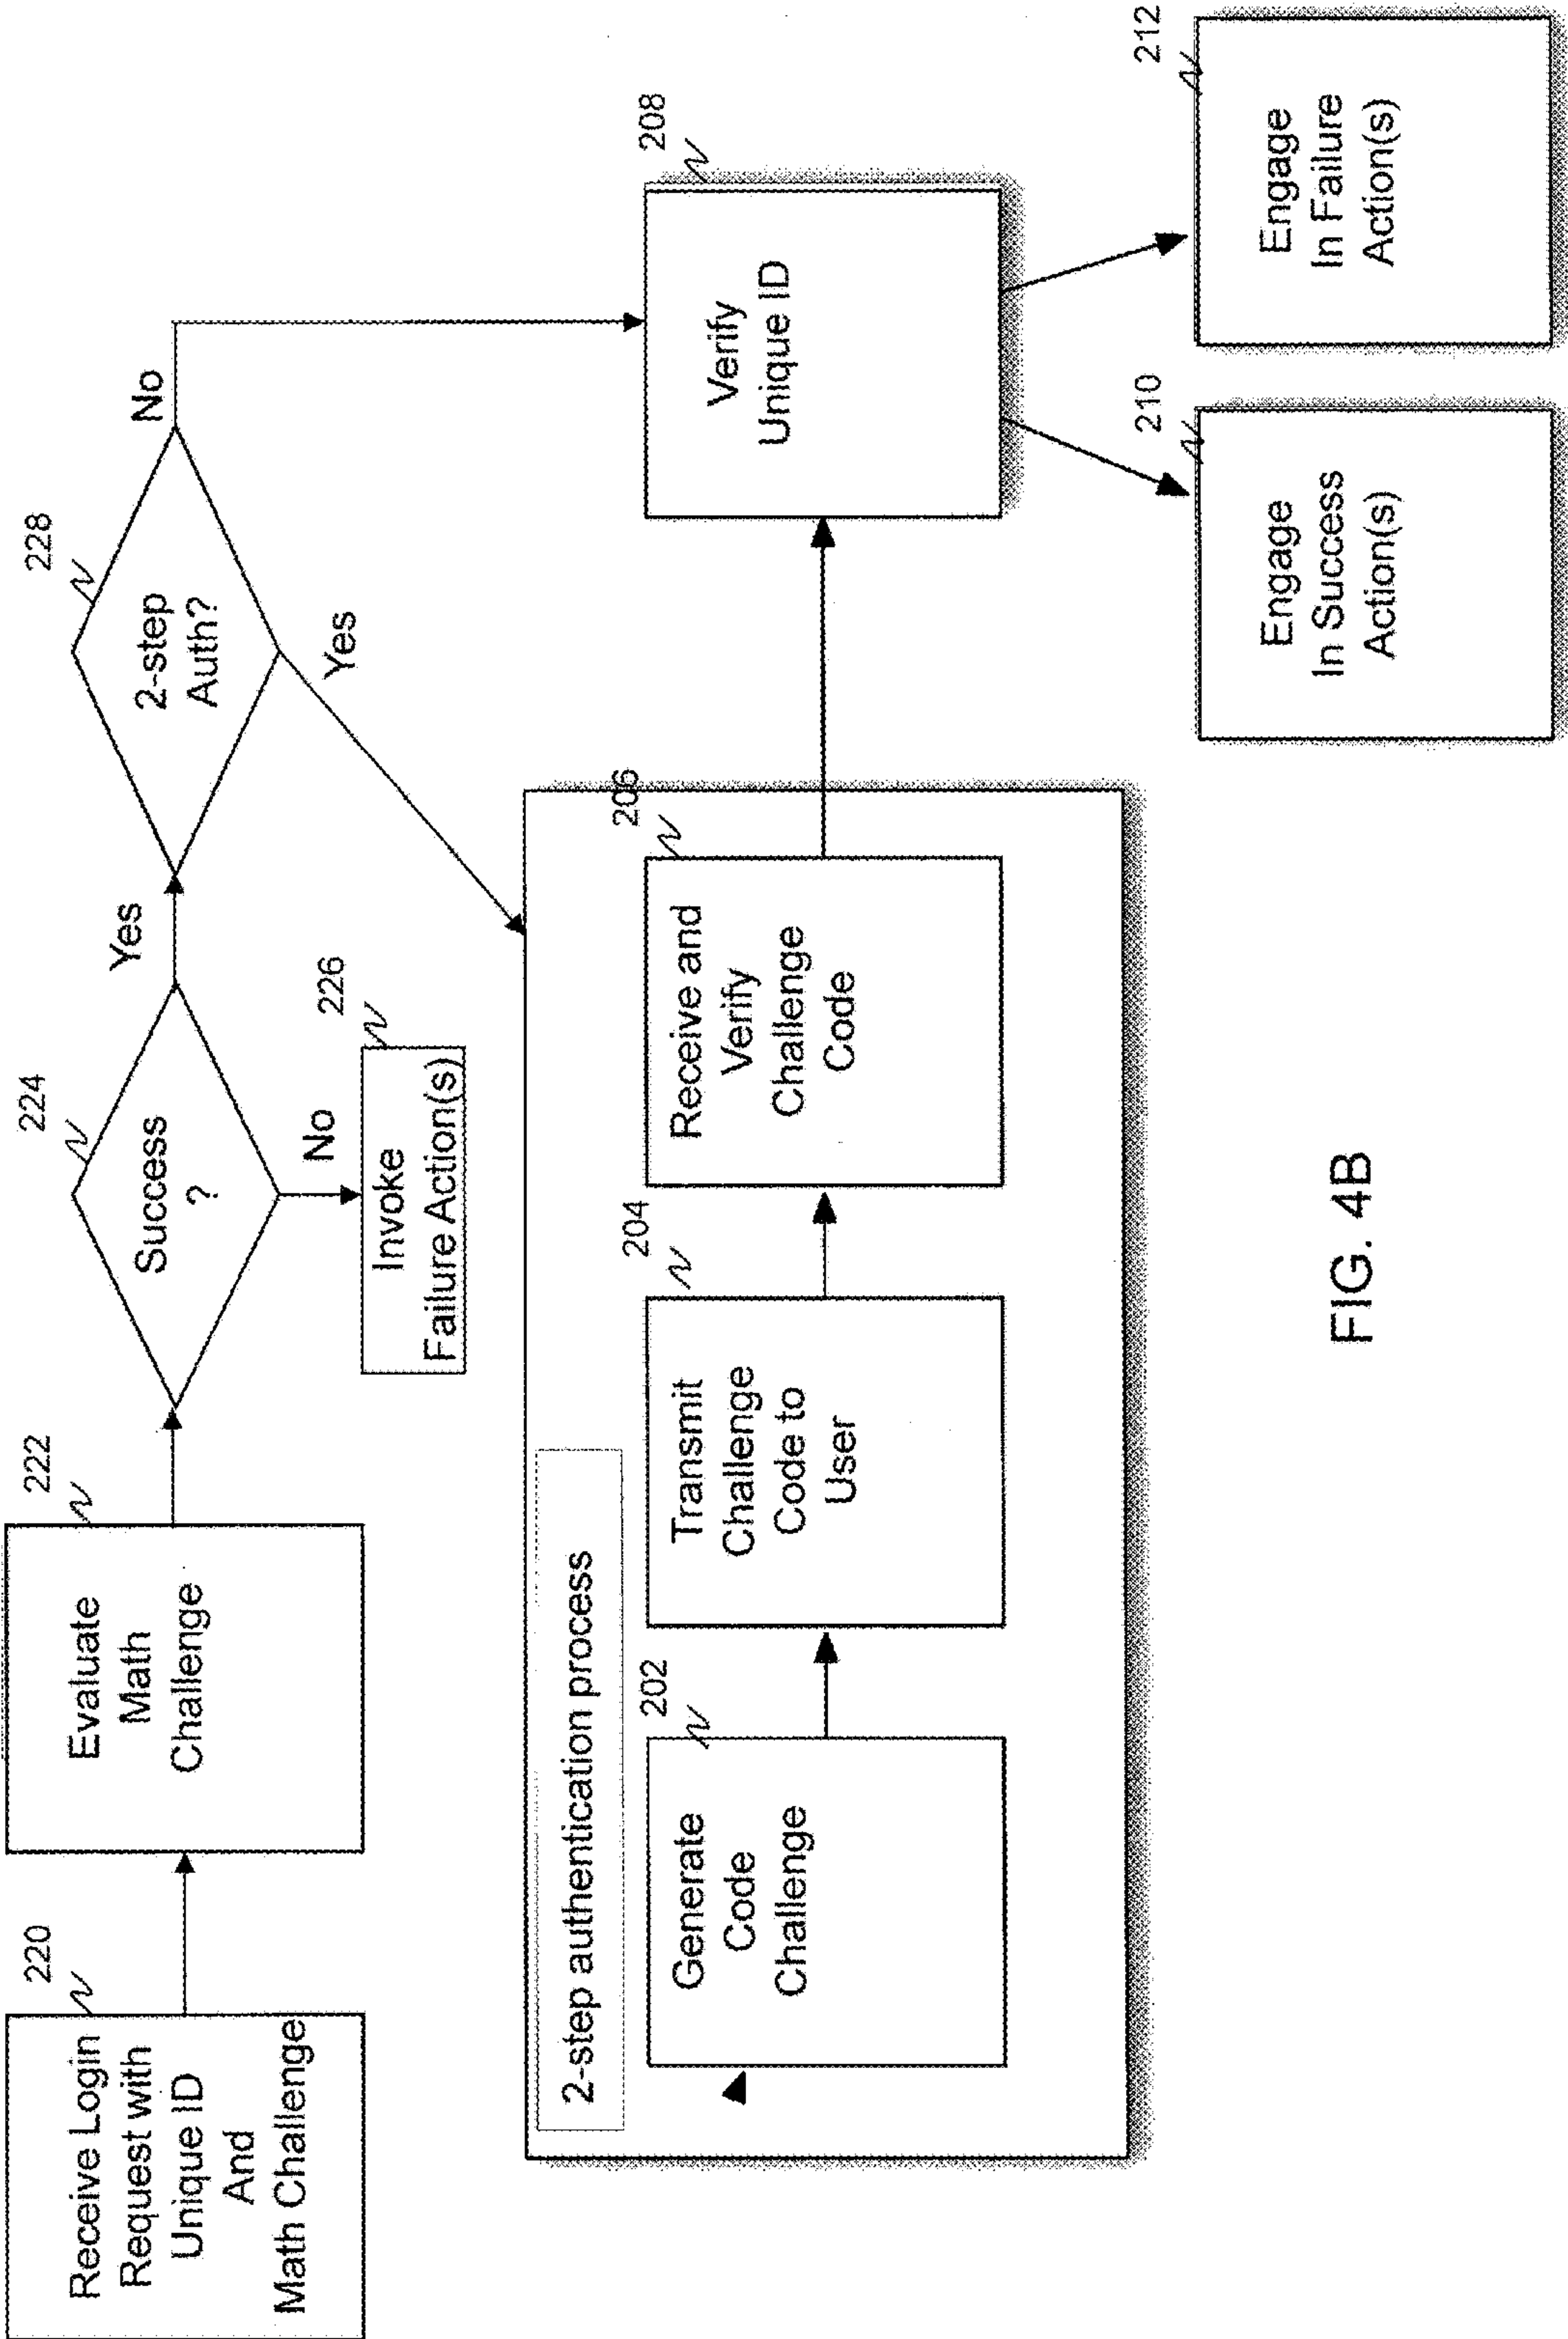 220
Receive Login
Request with
Unique ID
And
Math Challenge
222
Evaluate
Math
Challenge
224
Success
?
Yes
No
226
Invoke
Failure Action(s)
228
2-step
Auth?
No
Yes
2-step authentication process
202
Generate
Code
Challenge
204
Transmit
Challenge
Code to
User
206
Receive and
Verify
Challenge
Code
208
Verify
Unique ID
210
Engage
In Success
Action(s)
212
Engage
In Failure
Action(s)
FIG. 4B